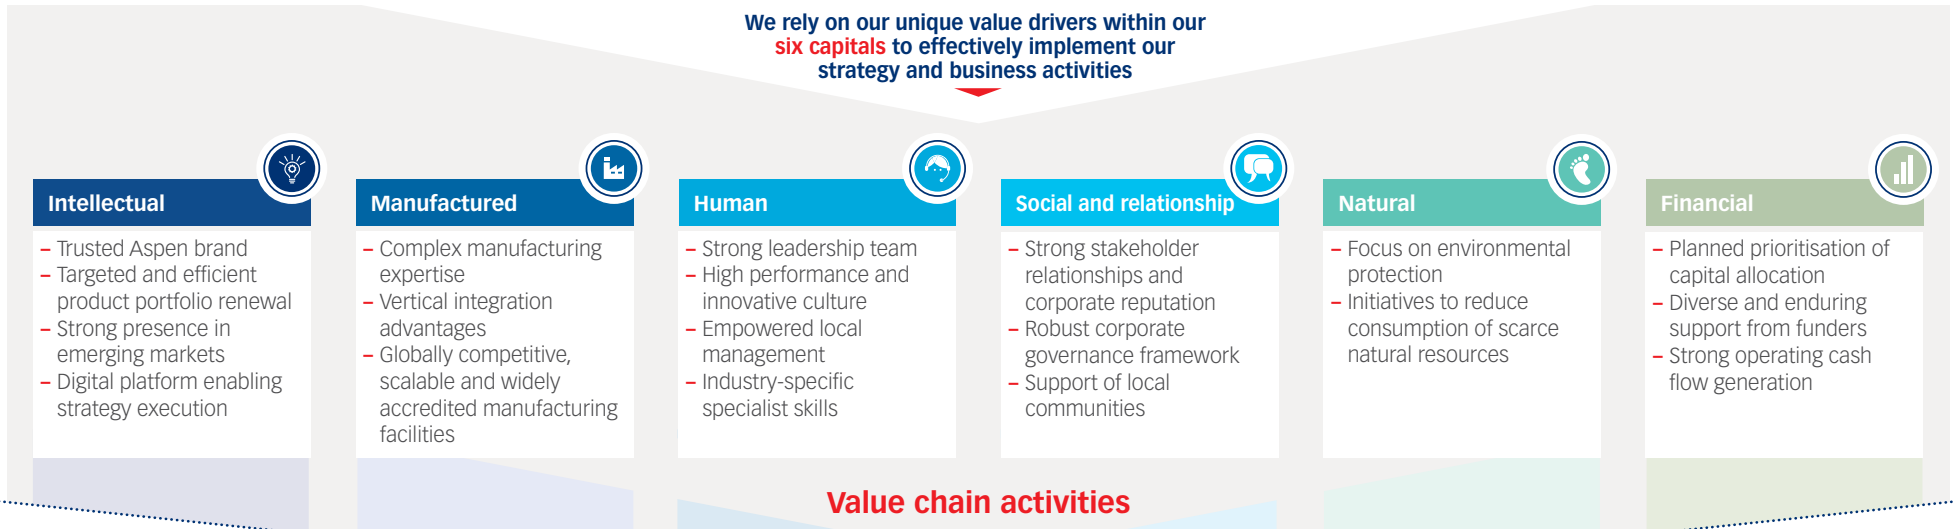 We rely on our unique value drivers within our
six capitals to effectively implement our
strategy and business activities
Intellectual
– Trusted Aspen brand
– Targeted and efficient
product portfolio renewal
– Strong presence in
emerging markets
– Digital platform enabling
strategy execution
Manufactured
– Complex manufacturing
expertise
– Vertical integration
advantages
– Globally competitive,
scalable and widely
accredited manufacturing
facilities
Human
– Strong leadership team
– High performance and
innovative culture
– Empowered local
management
– Industry-specific
specialist skills
Social and relationship
– Strong stakeholder
relationships and
corporate reputation
– Robust corporate
governance framework
– Support of local
communities
Natural
– Focus on environmental
protection
– Initiatives to reduce
consumption of scarce
natural resources
Financial
– Planned prioritisation of
capital allocation
– Diverse and enduring
support from funders
– Strong operating cash
flow generation
Value chain activities